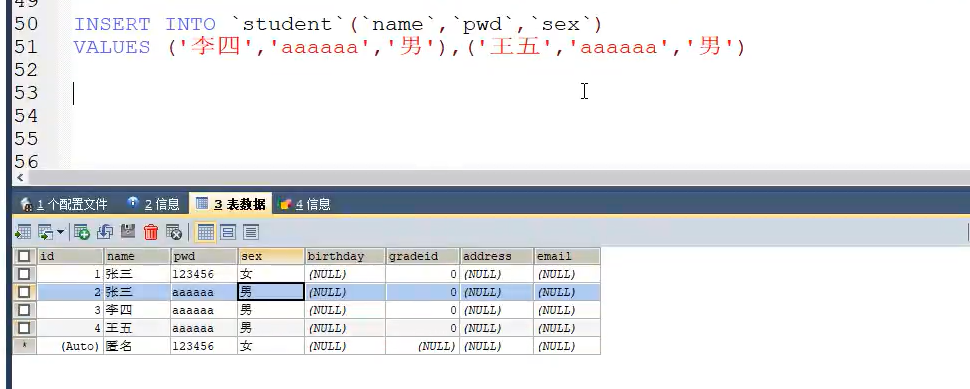 49
50 INSERT INTO `student`(`name`,`pwd`,`sex`)
51 VALUES ('李四','aaaaaa','男'),('王五','aaaaaa','男')
52
53
54
55
56
1 个配置文件 2 信息 3 表数据 4 信息
id name pwd sex birthday gradeid address email
1 张三 123456 女 (NULL) 0 (NULL) (NULL)
2 张三 aaaaaa 男 (NULL) 0 (NULL) (NULL)
3 李四 aaaaaa 男 (NULL) 0 (NULL) (NULL)
4 王五 aaaaaa 男 (NULL) 0 (NULL) (NULL)
* (Auto) 匿名 123456 女 (NULL) (NULL) (NULL) (NULL)